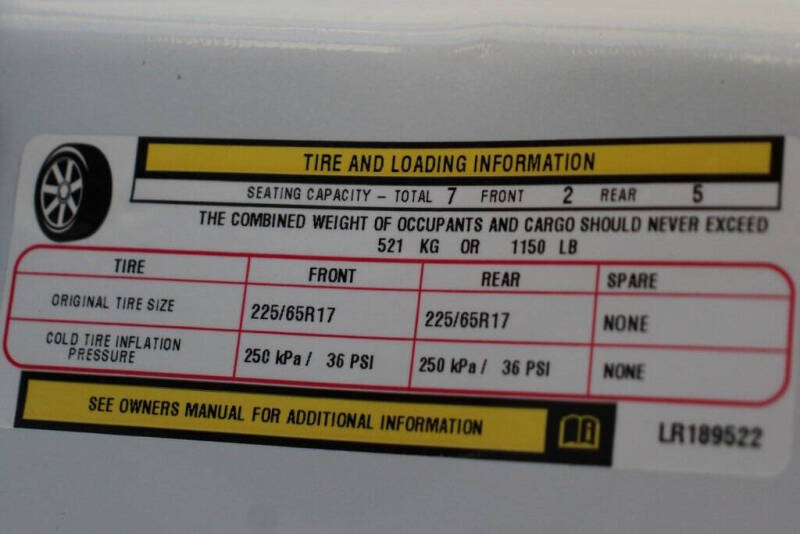 TIRE AND LOADING INFORMATION
SEATING CAPACITY – TOTAL 7 FRONT 2 REAR 5
THE COMBINED WEIGHT OF OCCUPANTS AND CARGO SHOULD NEVER EXCEED
521 KG OR 1150 LB
TIRE FRONT REAR SPARE
ORIGINAL TIRE SIZE 225/65R17 225/65R17 NONE
COLD TIRE INFLATION
PRESSURE 250 kPa / 36 PSI 250 kPa / 36 PSI NONE
SEE OWNERS MANUAL FOR ADDITIONAL INFORMATION
LR189522